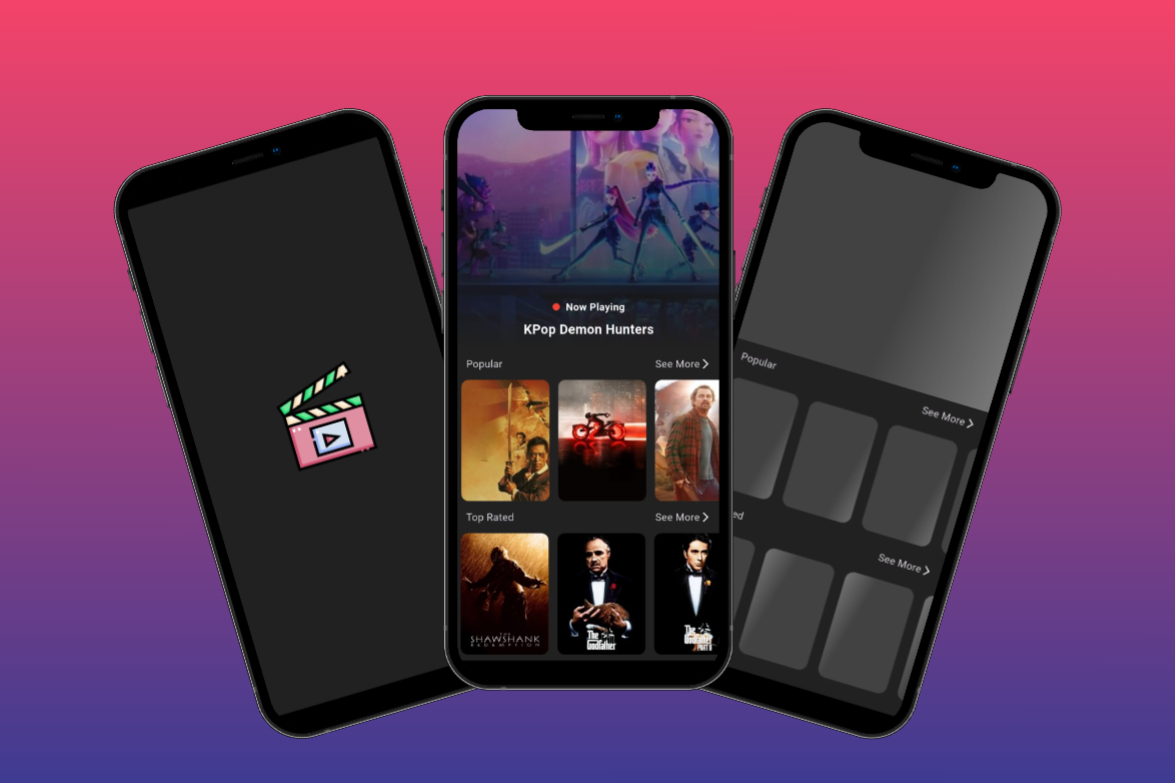 Now Playing
KPop Demon Hunters
Popular
See More
Top Rated
See More
THE
SHAWSHANK
REDEMPTION
The
Godfather
The
Godfather
PART II
Popular
See More
ed
See More